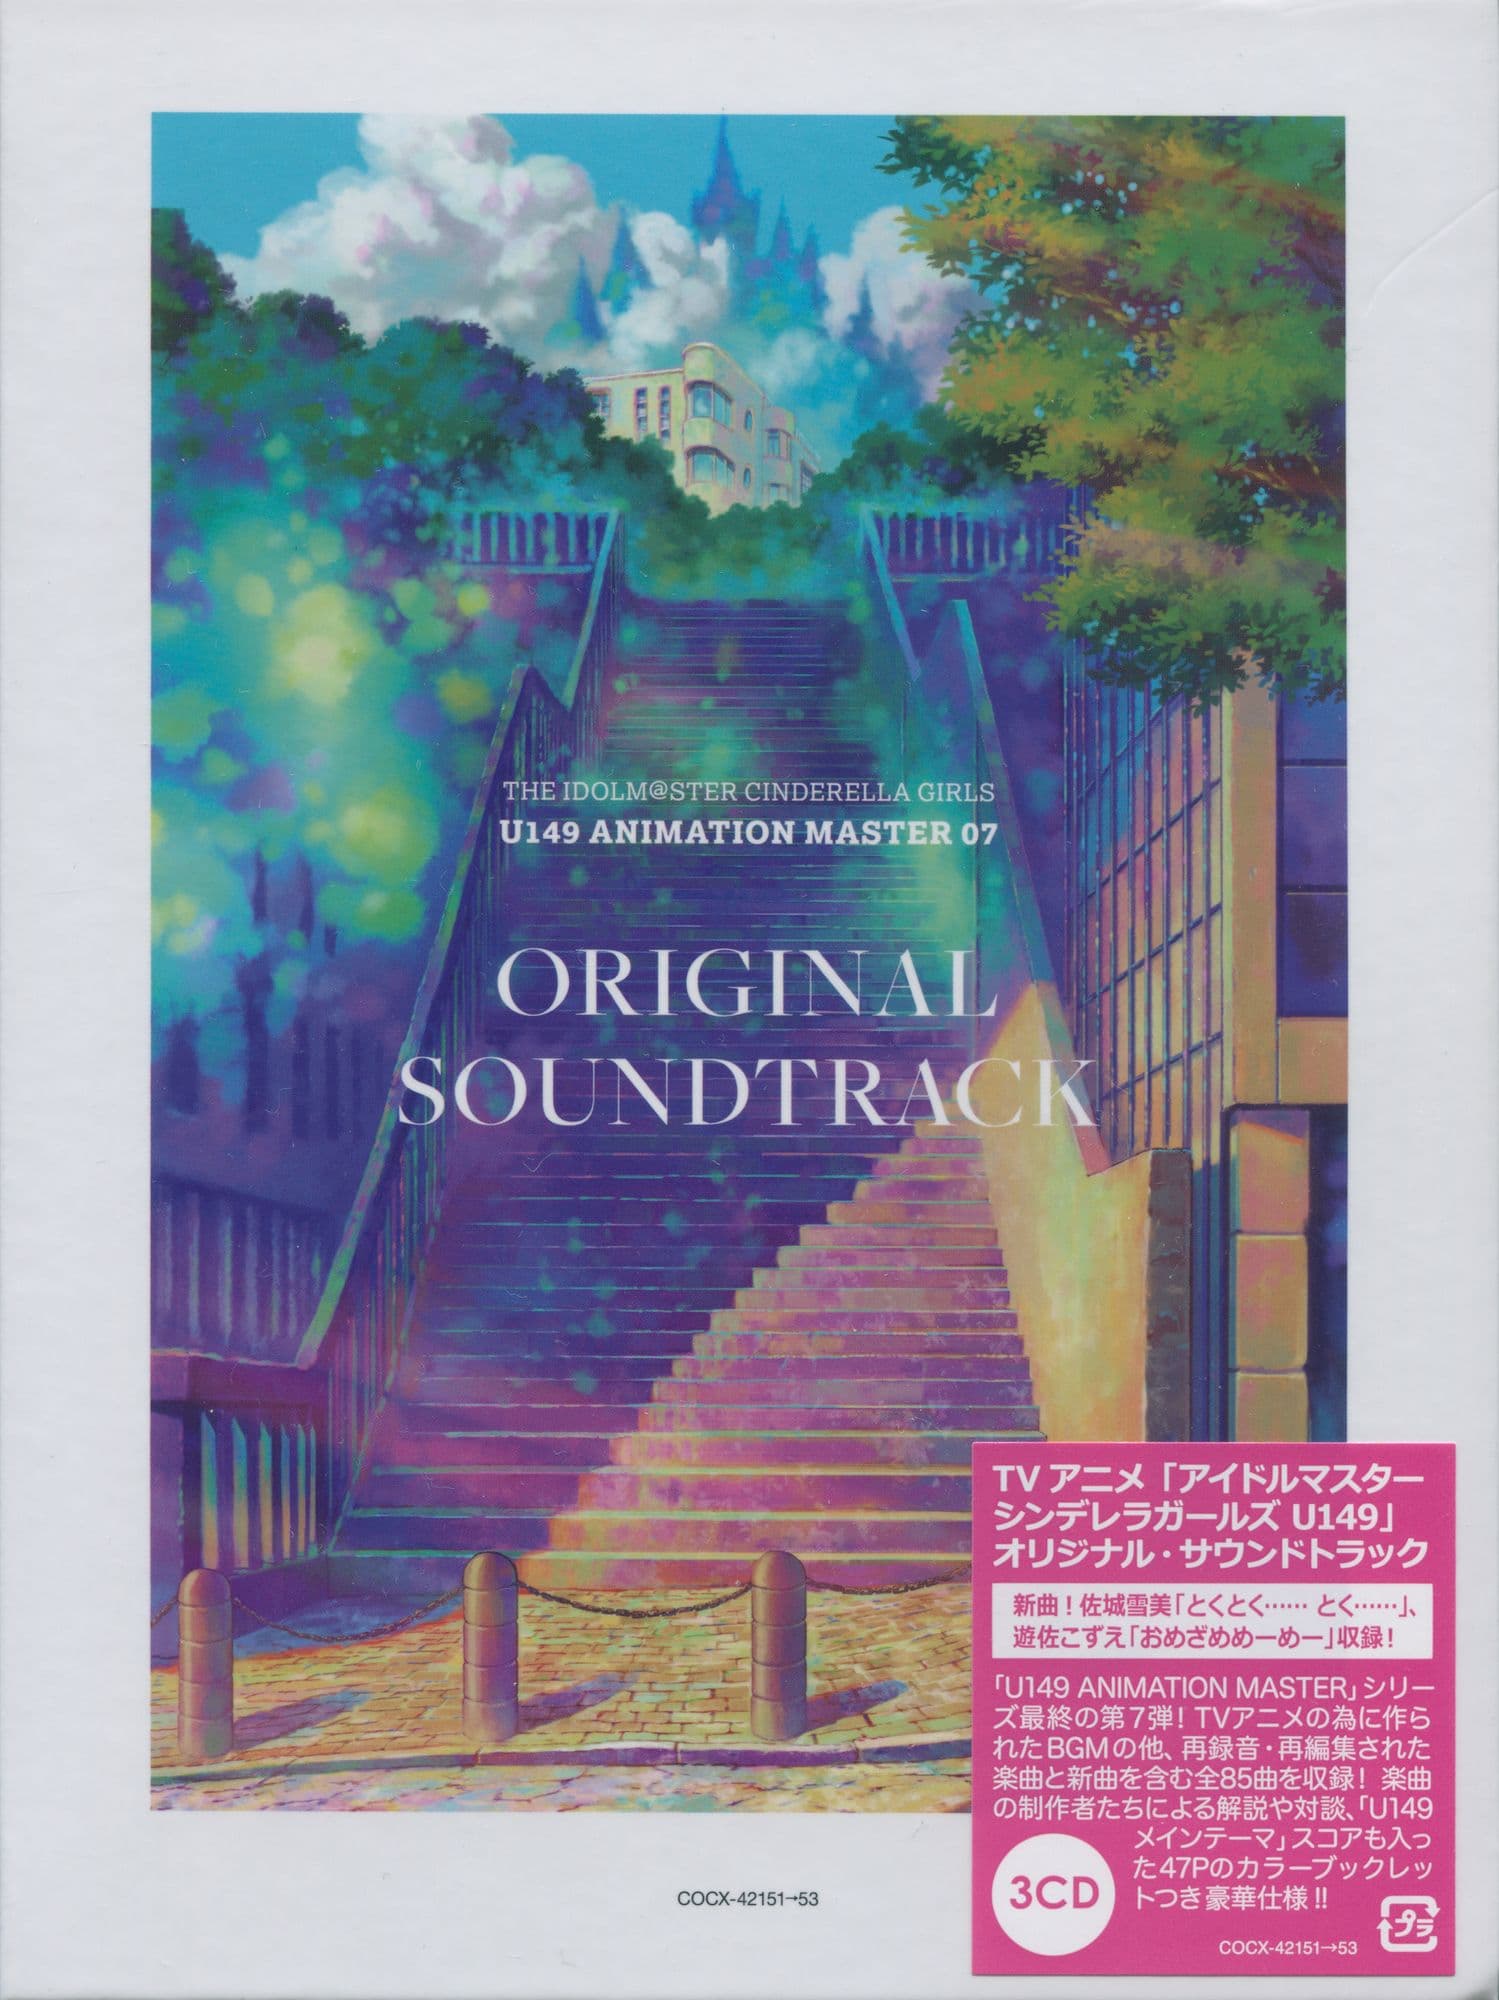 THE IDOLM@STER CINDERELLA GIRLS
U149 ANIMATION MASTER 07
ORIGINAL
SOUNDTRACK
COCX-42151→53
TV アニメ「アイドルマスター
シンデレラガールズ U149」
オリジナル・サウンドトラック
新曲！佐城雪美「とくとく…… とく……」、
遊佐こずえ「おめざめめーめー」収録！
「U149 ANIMATION MASTER」シリー
ズ最終の第7弾！TVアニメの為に作ら
れたBGMの他、再録音・再編集された
楽曲と新曲を含む全85曲を収録！ 楽曲
の制作者たちによる解説や対談、「U149
メインテーマ」スコアも入っ
た47Pのカラーブックレッ
トつき豪華仕様!!
3CD
プラ
COCX-42151→53